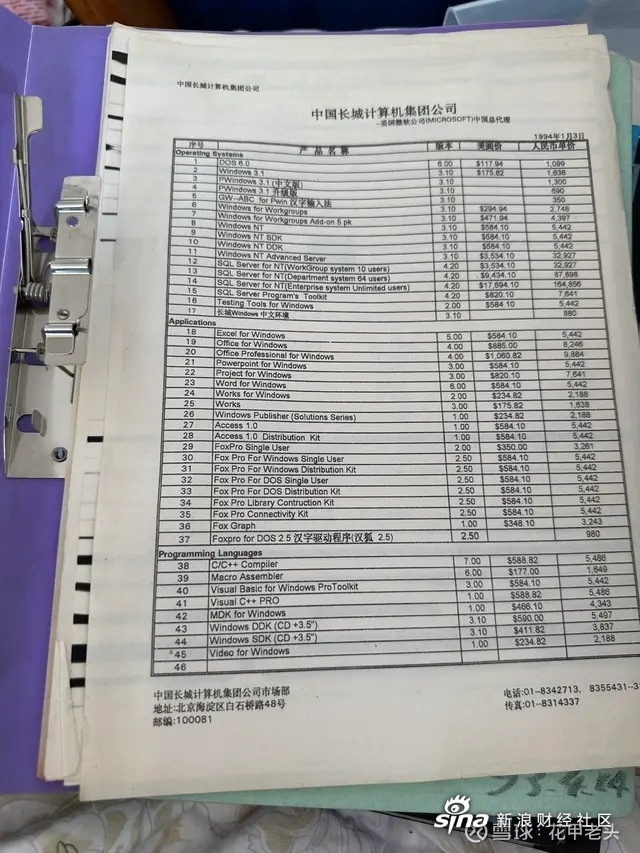 中国长城计算机集团公司
中国长城计算机集团公司
--美国微软公司(MICROSOFT)中国总代理
1994年1月3日
序号 产品名称 版本 美圆价 人民币单价
Operating Systems
1 DOS 6.0 6.00 $117.94 1,099
2 Windows 3.1 3.10 $175.82 1,638
3 PWindows 3.1 (中文版) 3.10 1,300
4 PWindows 3.1 升级版 3.10 690
5 GW--ABC for Pwin 汉字输入法 3.10 350
6 Windows for Workgroups 3.10 $294.94 2,748
7 Windows for Workgroups Add-on 5 pk 3.10 $471.94 4,397
8 Windows NT 3.10 $584.10 5,442
9 Windows NT SDK 3.10 $584.10 5,442
10 Windows NT DDK 3.10 $584.10 5,442
11 Windows NT Advanced Server 3.10 $3,534.10 32,927
12 SQL Server for NT(WorkGroup system 10 users) 4.20 $3,534.10 32,927
13 SQL Server for NT(Department system 64 users) 4.20 $9,434.10 87,898
14 SQL Server for NT(Enterprise system Unlimited users) 4.20 $17,694.10 164,856
15 SQL Server Program's Toolkit 4.20 $820.10 7,641
16 Testing Tools for Windows 2.00 $584.10 5,442
17 长城Windows 中文环境 3.10 880
Applications
18 Excel for Windows 5.00 $584.10 5,442
19 Office for Windows 4.00 $885.00 8,246
20 Office Professional for Windows 4.00 $1,060.82 9,884
21 Powerpoint for Windows 3.00 $584.10 5,442
22 Project for Windows 3.00 $820.10 7,641
23 Word for Windows 6.00 $584.10 5,442
24 Works for Windows 2.00 $234.82 2,188
25 Works 3.00 $175.82 1,638
26 Windows Publisher (Solutions Series) 1.00 $234.82 2,188
27 Access 1.0 1.00 $584.10 5,442
28 Access 1.0 Distribution Kit 1.00 $584.10 5,442
29 FoxPro Single User 2.00 $350.00 3,261
30 Fox Pro For Windows Single User 2.50 $584.10 5,442
31 Fox Pro For Windows Distribution Kit 2.50 $584.10 5,442
32 Fox Pro For DOS Single User 2.50 $584.10 5,442
33 Fox Pro For DOS Distribution Kit 2.50 $584.10 5,442
34 Fox Pro Library Contruction Kit 2.50 $584.10 5,442
35 Fox Pro Connectivity Kit 2.50 $584.10 5,442
36 Fox Graph 1.00 $348.10 3,243
37 Foxpro for DOS 2.5 汉字驱动程序(汉狐 2.5) 2.50 980
Programming Languages
38 C/C++ Compiler 7.00 $588.82 5,486
39 Macro Assembler 6.00 $177.00 1,649
40 Visual Basic for Windows ProToolkit 3.00 $584.10 5,442
41 Visual C++ PRO 1.00 $588.82 5,486
42 MDK for Windows 1.00 $466.10 4,343
43 Windows DDK (CD +3.5") 3.10 $590.00 5,497
44 Windows SDK (CD +3.5") 3.10 $411.82 3,837
45 Video for Windows 1.00 $234.82 2,188
46
中国长城计算机集团公司市场部
地址:北京海淀区白石桥路48号
邮编:100081
电话:01--8342713, 8355431--3
传真:01--8314337
sina 新浪财经社区
雪球:花甲老头